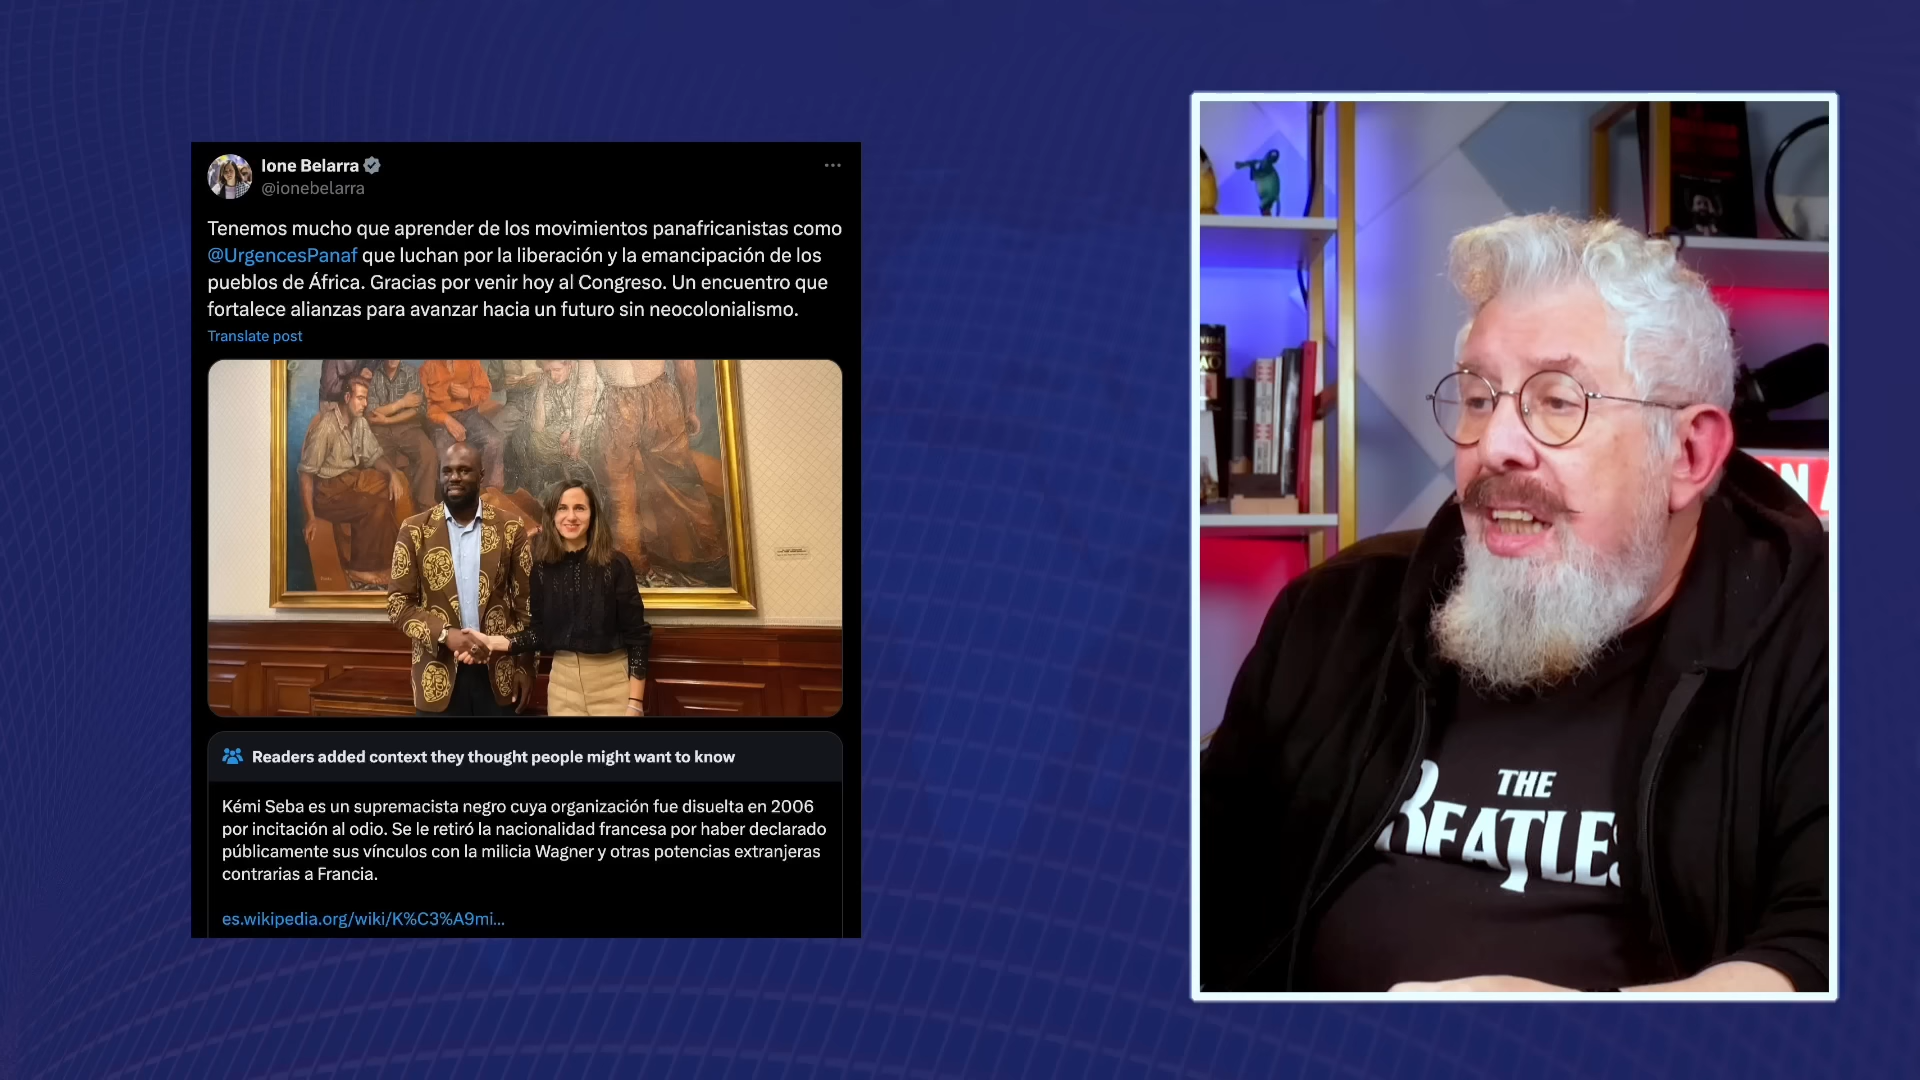 Ione Belarra
@ionebelarra
Tenemos mucho que aprender de los movimientos panafricanistas como
@UrgencesPanaf que luchan por la liberación y la emancipación de los
pueblos de África. Gracias por venir hoy al Congreso. Un encuentro que
fortalece alianzas para avanzar hacia un futuro sin neocolonialismo.
Translate post
Readers added context they thought people might want to know
Kémi Seba es un supremacista negro cuya organización fue disuelta en 2006
por incitación al odio. Se le retiró la nacionalidad francesa por haber declarado
públicamente sus vínculos con la milicia Wagner y otras potencias extranjeras
contrarias a Francia.
es.wikipedia.org/wiki/K%C3%A9mi...
THE
BEATLES